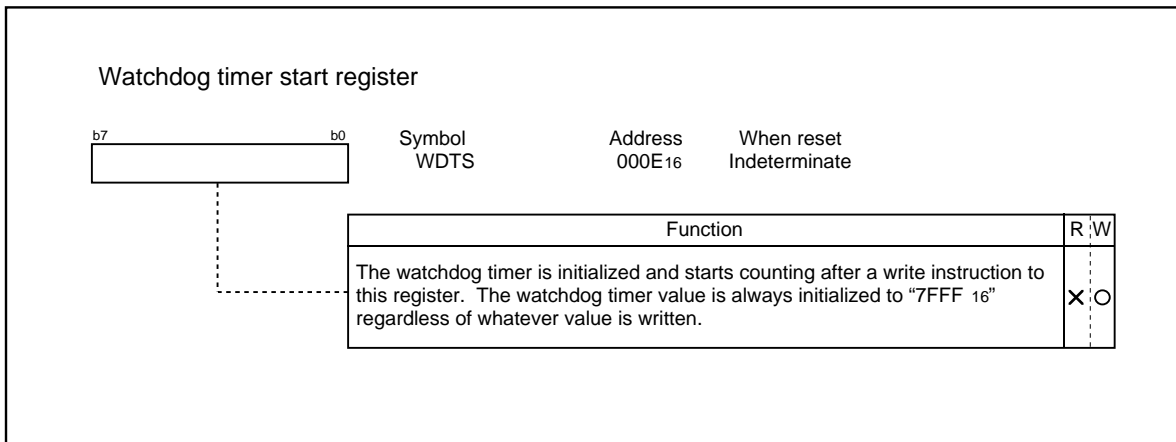 Watchdog timer start register
b7 b0 Symbol Address When reset
WDTS 000E16 Indeterminate
Function R W
The watchdog timer is initialized and starts counting after a write instruction to
this register. The watchdog timer value is always initialized to “7FFF 16”
regardless of whatever value is written.